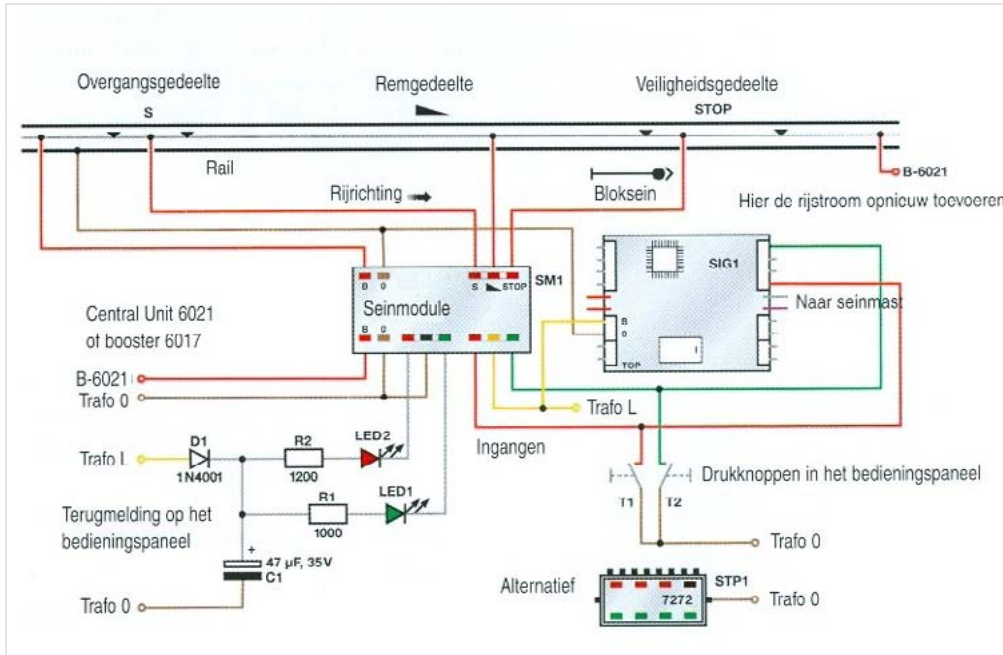 Overgangsgedeelte
S
Remgedeelte
Veiligheidsgedeelte
STOP
Rail
Rijrichting
Bloksein
B-6021
Hier de rijstroom opnieuw toevoeren
SM1
B 0 S STOP
Seinmodule
B 0
SIG1
Naar seinmast
B
0
TOP
Central Unit 6021
of booster 6017
B-6021
Trafo 0
Trafo L
Ingangen
Trafo L
D1
1N4001
R2
1200
LED2
R1
1000
LED1
Drukknoppen in het bedieningspaneel
T1 T2
Terugmelding op het
bedieningspaneel
+
47 µF, 35V
C1
Trafo 0
Trafo 0
Alternatief
STP1
7272
Trafo 0